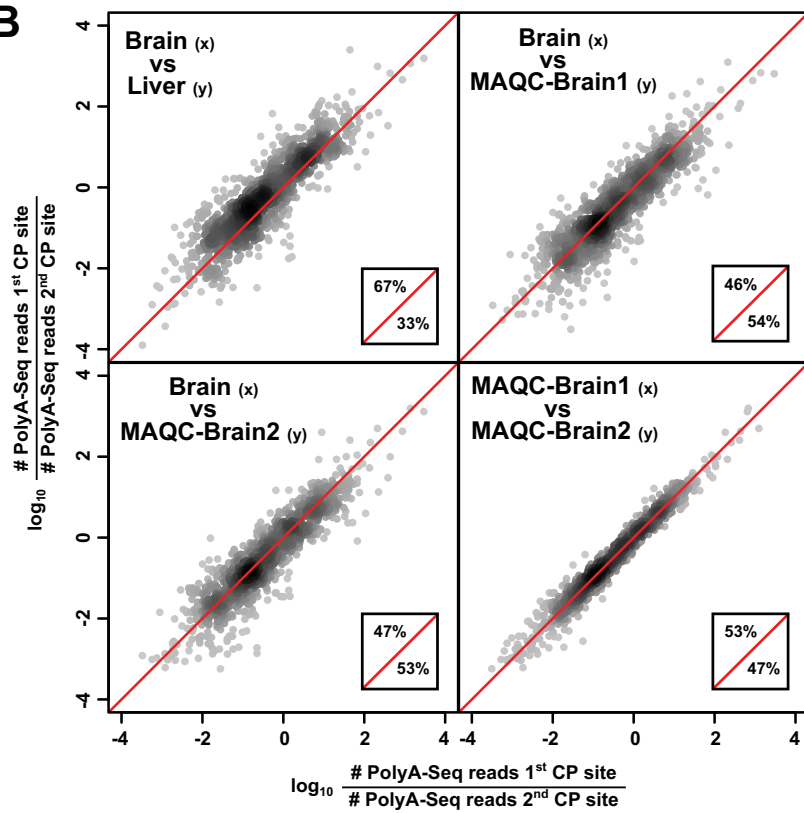 B
Brain (x)
vs
Liver (y)
Brain (x)
vs
MAQC-Brain1 (y)
67%
33%
46%
54%
Brain (x)
vs
MAQC-Brain2 (y)
MAQC-Brain1 (x)
vs
MAQC-Brain2 (y)
47%
53%
53%
47%
4
2
0
-2
-4
4
2
0
-2
-4
-4 -2 0 2 4
-4 -2 0 2 4
log10 # PolyA-Seq reads 1st CP site
# PolyA-Seq reads 2nd CP site
log10 # PolyA-Seq reads 1st CP site
# PolyA-Seq reads 2nd CP site